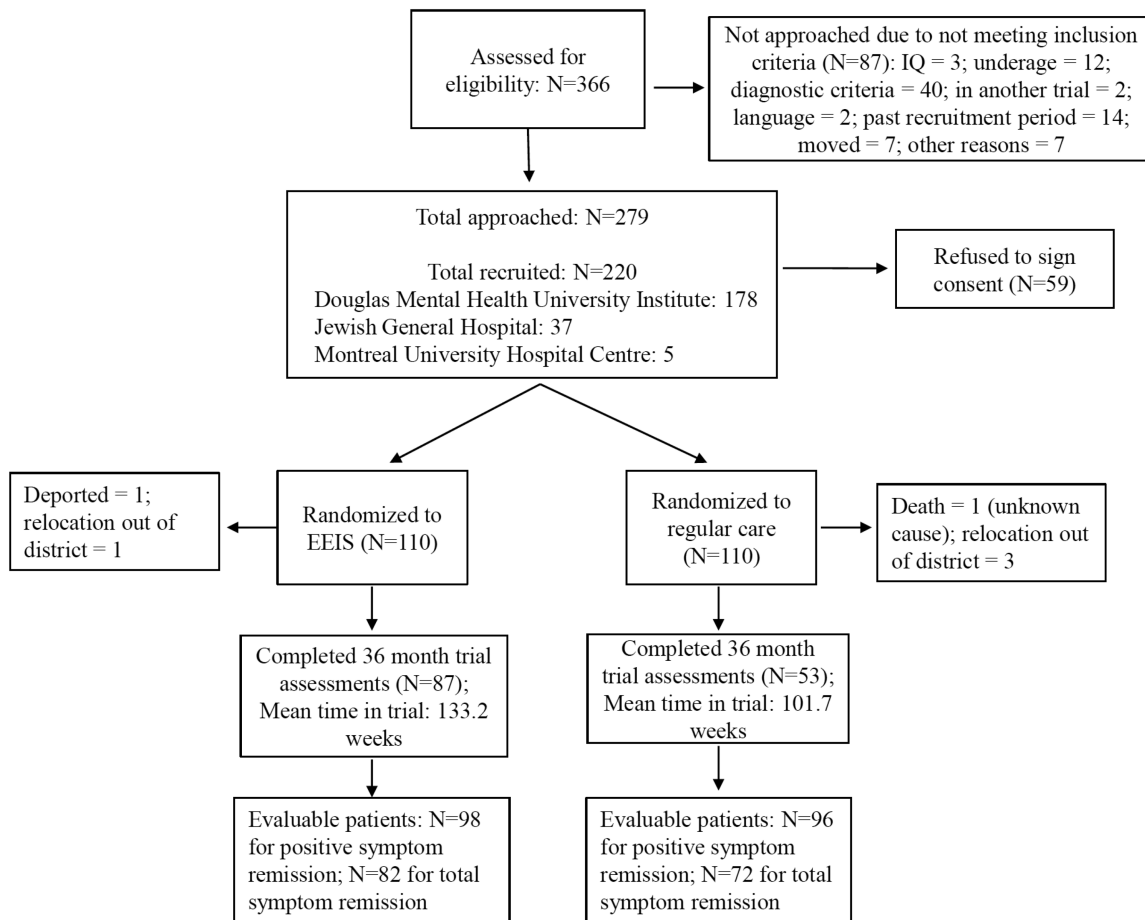 Assessed for
eligibility: N=366
Not approached due to not meeting inclusion
criteria (N=87): IQ = 3; underage = 12;
diagnostic criteria = 40; in another trial = 2;
language = 2; past recruitment period = 14;
moved = 7; other reasons = 7
Total approached: N=279
Total recruited: N=220
Douglas Mental Health University Institute: 178
Jewish General Hospital: 37
Montreal University Hospital Centre: 5
Refused to sign
consent (N=59)
Deported = 1;
relocation out of
district = 1
Randomized to
EEIS (N=110)
Randomized to
regular care
(N=110)
Death = 1 (unknown
cause); relocation out
of district = 3
Completed 36 month trial
assessments (N=87);
Mean time in trial: 133.2
weeks
Completed 36 month
trial assessments (N=53);
Mean time in trial: 101.7
weeks
Evaluable patients: N=98
for positive symptom
remission; N=82 for total
symptom remission
Evaluable patients: N=96
for positive symptom
remission; N=72 for total
symptom remission